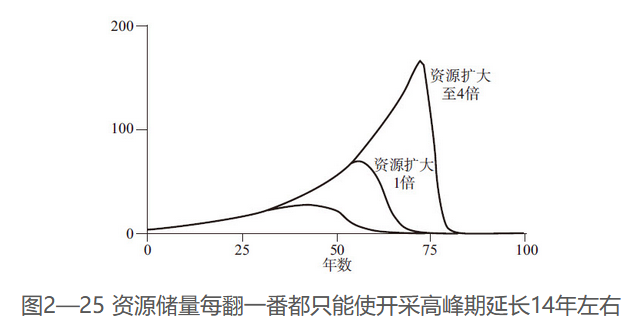 200
资源扩大
至4倍
100
资源扩大
1倍
0
0
25
50
75
100
年数
图2—25 资源储量每翻一番都只能使开采高峰期延长14年左右